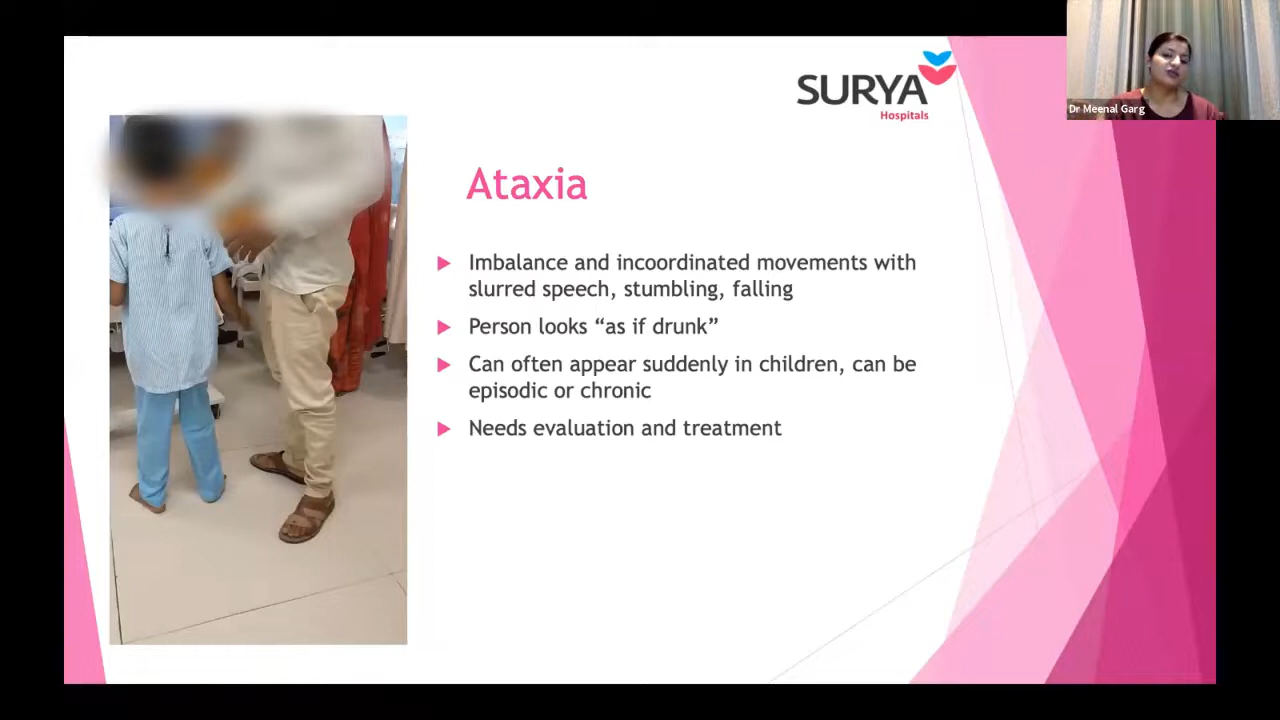 SURYA
Hospitals
Dr Meenal Garg
Ataxia
Imbalance and incoordinated movements with
slurred speech, stumbling, falling
Person looks “as if drunk”
Can often appear suddenly in children, can be
episodic or chronic
Needs evaluation and treatment